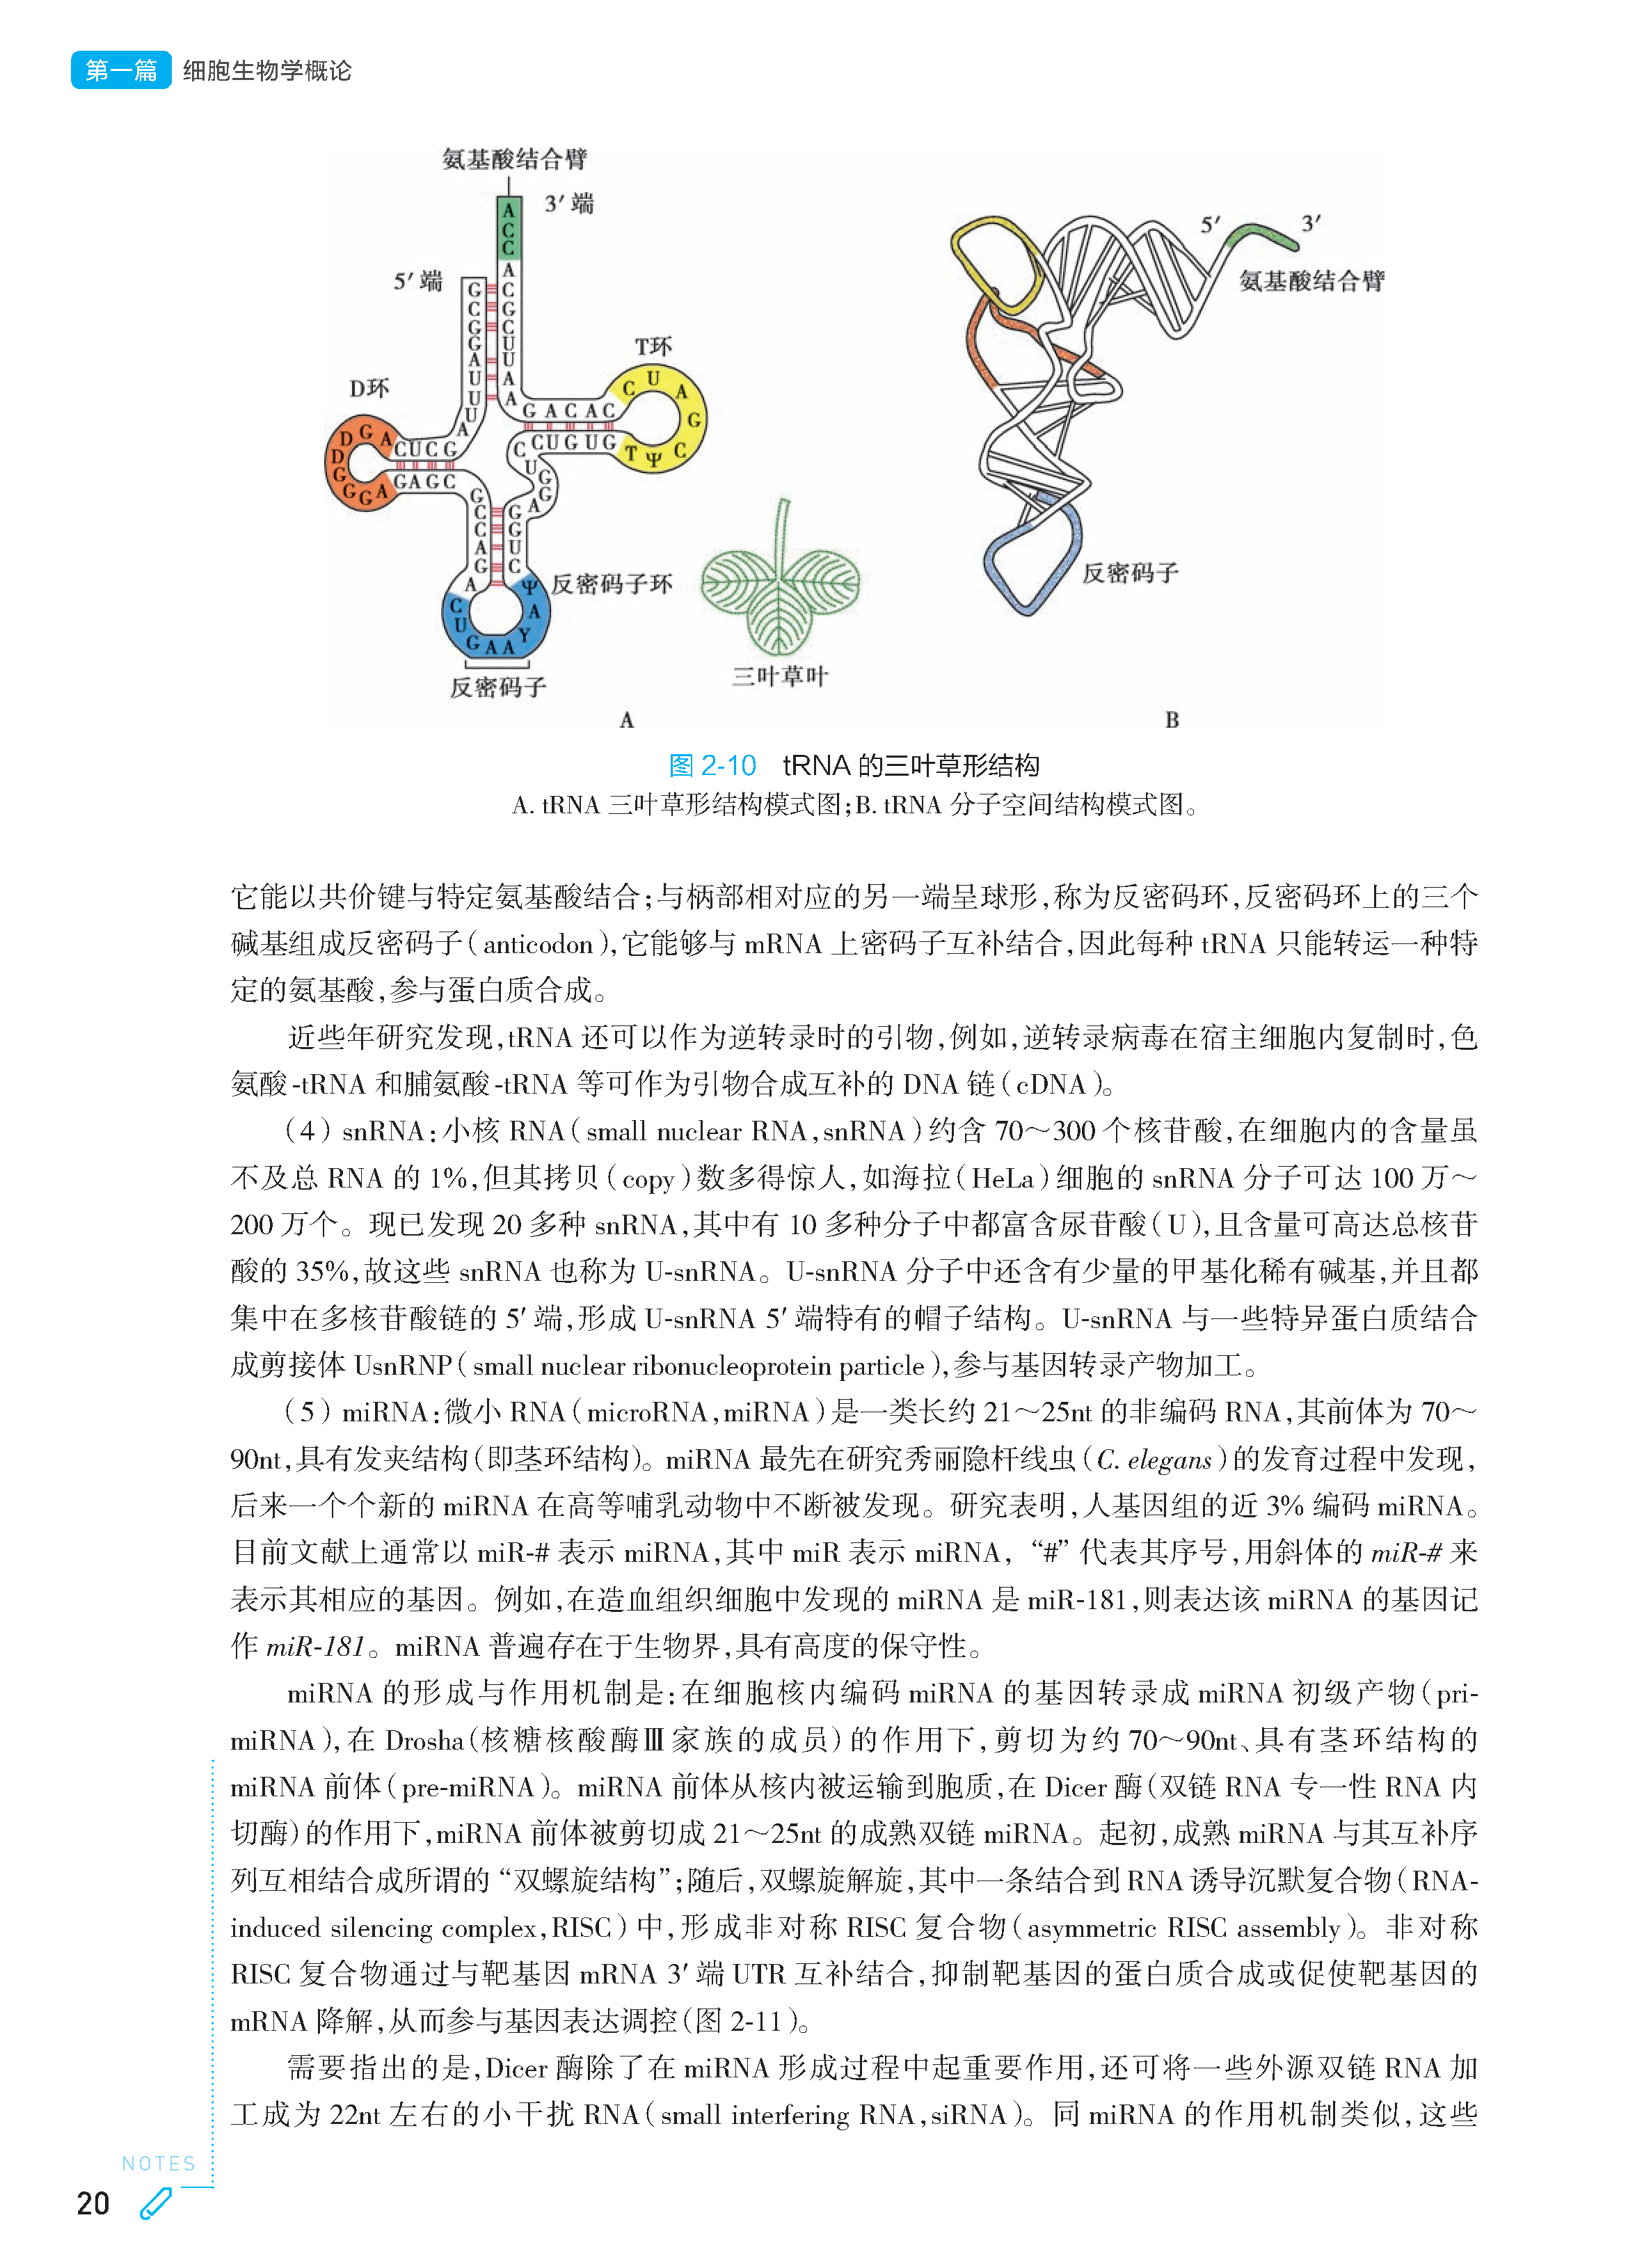 第一篇 细胞生物学概论
氨基酸结合臂
3′端
A
C
C
A
5′端
G C
C G
G C
G U
A U
U A
U A
U
A
T环
C U A
G
C
Ψ
T
G A C A C
C U G U G
C
U
G
G
A
D环
D G A
D
G
G G A
C U C G
G A G C
G G
C G
C U
A C
G
A
C
U
G A A
Y
A
Ψ
反密码子环
反密码子
三叶草叶
A
5′ 3′
氨基酸结合臂
反密码子
B
图 2-10 tRNA 的三叶草形结构
A. tRNA 三叶草形结构模式图;B. tRNA 分子空间结构模式图。
它能以共价键与特定氨基酸结合;与柄部相对应的另一端呈球形,称为反密码环,反密码环上的三个
碱基组成反密码子(anticodon),它能够与 mRNA 上密码子互补结合,因此每种 tRNA 只能转运一种特
定的氨基酸,参与蛋白质合成。
近些年研究发现,tRNA 还可以作为逆转录时的引物,例如,逆转录病毒在宿主细胞内复制时,色
氨酸-tRNA 和脯氨酸-tRNA 等可作为引物合成互补的 DNA 链(cDNA)。
(4)snRNA:小核 RNA(small nuclear RNA,snRNA)约含 70~300 个核苷酸,在细胞内的含量虽
不及总 RNA 的 1%,但其拷贝(copy)数多得惊人,如海拉(HeLa)细胞的 snRNA 分子可达 100 万~
200 万个。现已发现 20 多种 snRNA,其中有 10 多种分子中都富含尿苷酸(U),且含量可高达总核苷
酸的 35%,故这些 snRNA 也称为 U-snRNA。U-snRNA 分子中还含有少量的甲基化稀有碱基,并且都
集中在多核苷酸链的 5′端,形成 U-snRNA 5′端特有的帽子结构。U-snRNA 与一些特异蛋白质结合
成剪接体 UsnRNP(small nuclear ribonucleoprotein particle),参与基因转录产物加工。
(5)miRNA:微小 RNA(microRNA,miRNA)是一类长约 21~25nt 的非编码 RNA,其前体为 70~
90nt,具有发夹结构(即茎环结构)。miRNA 最先在研究秀丽隐杆线虫(C. elegans)的发育过程中发现,
后来一个个新的 miRNA 在高等哺乳动物中不断被发现。研究表明,人基因组的近 3% 编码 miRNA。
目前文献上通常以 miR-# 表示 miRNA,其中 miR 表示 miRNA,“#”代表其序号,用斜体的 miR-# 来
表示其相应的基因。例如,在造血组织细胞中发现的 miRNA 是 miR-181,则表达该 miRNA 的基因记
作 miR-181。miRNA 普遍存在于生物界,具有高度的保守性。
miRNA 的形成与作用机制是:在细胞核内编码 miRNA 的基因转录成 miRNA 初级产物(pri-
miRNA),在 Drosha(核糖核酸酶Ⅲ家族的成员)的作用下,剪切为约 70~90nt、具有茎环结构的
miRNA 前体(pre-miRNA)。miRNA 前体从核内被运输到胞质,在 Dicer 酶(双链 RNA 专一性 RNA 内
切酶)的作用下,miRNA 前体被剪切成 21~25nt 的成熟双链 miRNA。起初,成熟 miRNA 与其互补序
列互相结合成所谓的“双螺旋结构”;随后,双螺旋解旋,其中一条结合到 RNA 诱导沉默复合物(RNA-
induced silencing complex,RISC)中,形成非对称 RISC 复合物(asymmetric RISC assembly)。非对称
RISC 复合物通过与靶基因 mRNA 3′端 UTR 互补结合,抑制靶基因的蛋白质合成或促使靶基因的
mRNA 降解,从而参与基因表达调控(图 2-11)。
需要指出的是,Dicer 酶除了在 miRNA 形成过程中起重要作用,还可将一些外源双链 RNA 加
工成为 22nt 左右的小干扰 RNA(small interfering RNA,siRNA)。同 miRNA 的作用机制类似,这些
NOTES
20